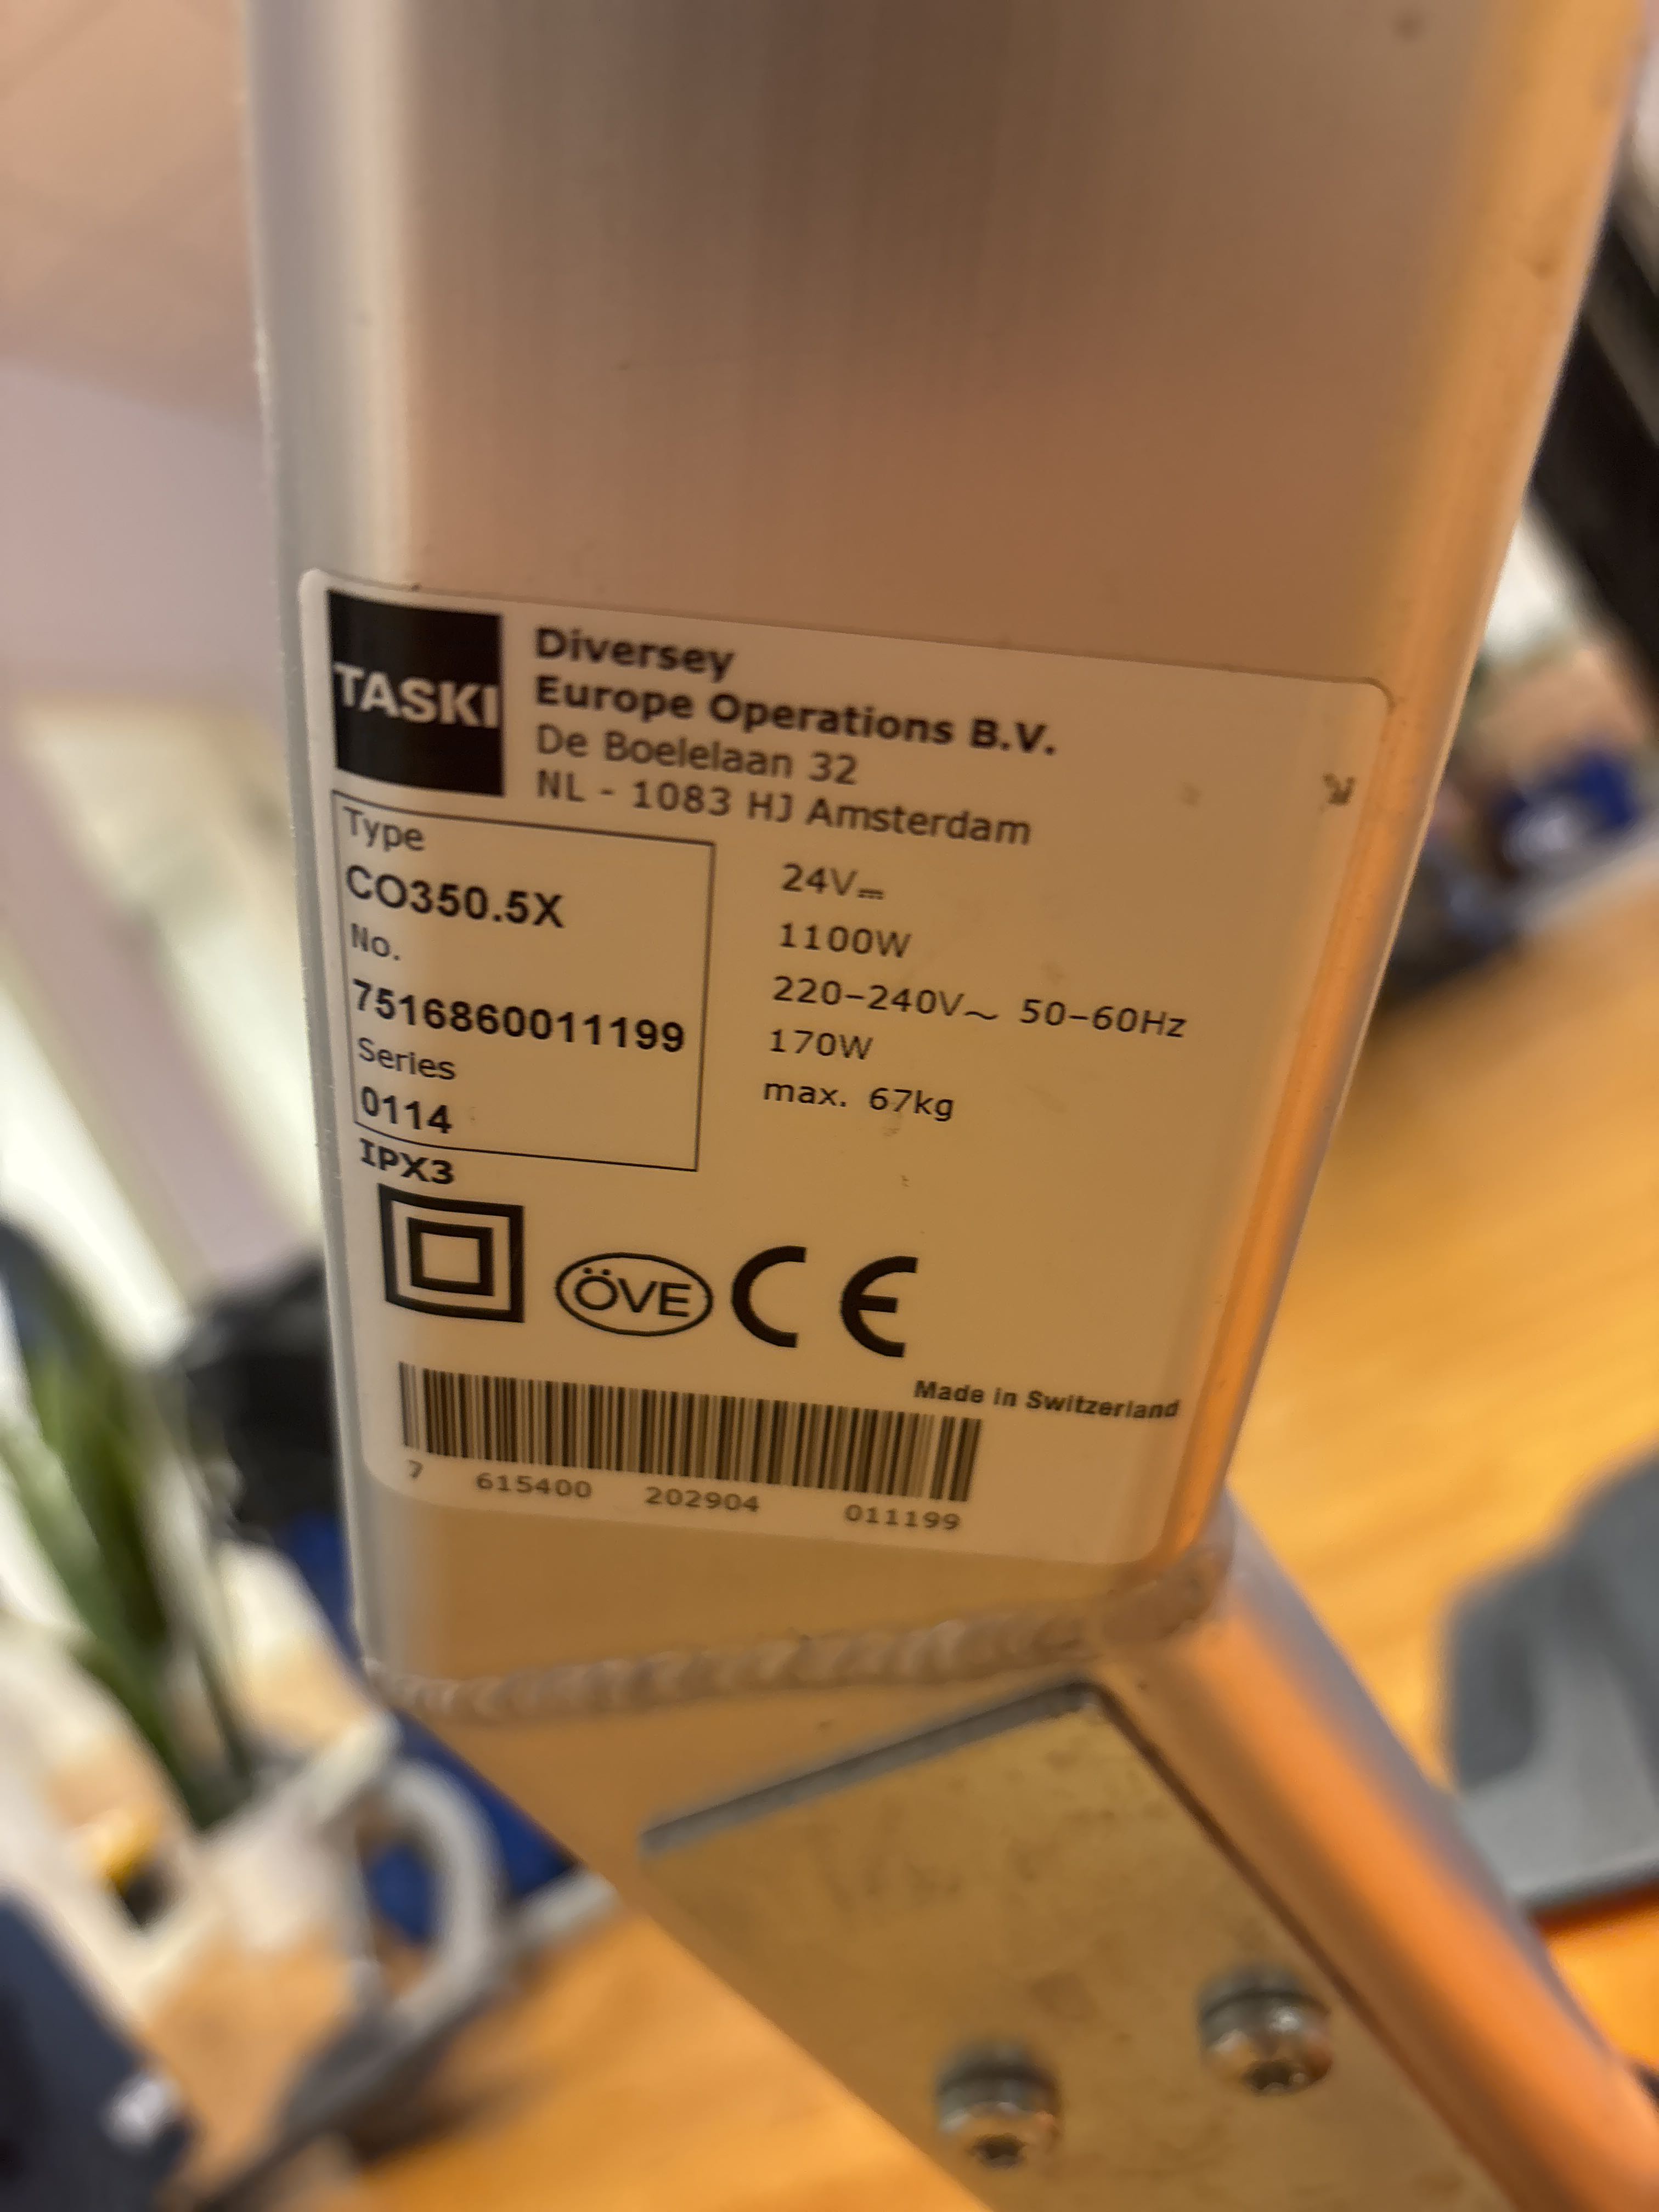 TASKI
Diversey
Europe Operations B.V.
De Boelelaan 32
NL - 1083 HJ Amsterdam
Type
CO350.5X
No.
7516860011199
Series
0114
IPX3
24V⎓
1100W
220-240V~ 50-60Hz
170W
max. 67kg
ÖVE CE
Made in Switzerland
7 615400 202904 011199